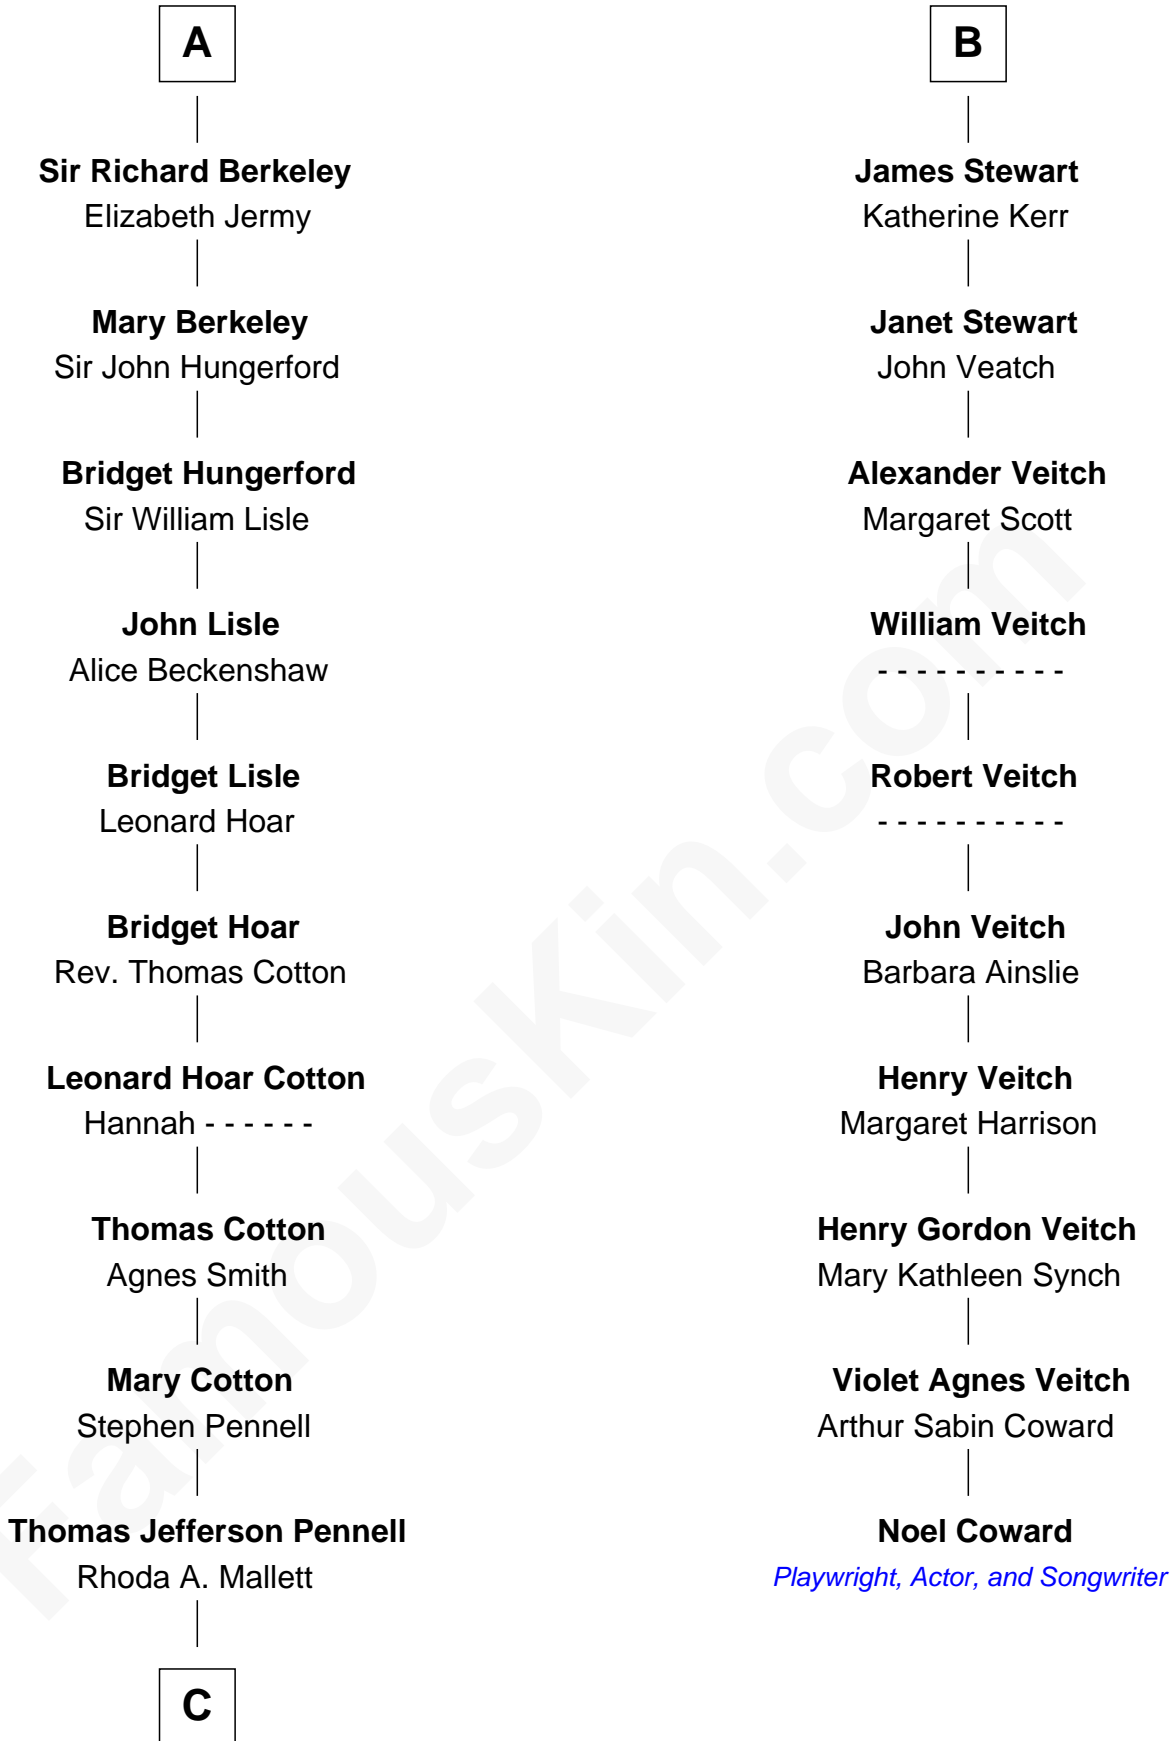 A
Sir Richard Berkeley
Elizabeth Jermy
Mary Berkeley
Sir John Hungerford
Bridget Hungerford
Sir William Lisle
John Lisle
Alice Beckenshaw
Bridget Lisle
Leonard Hoar
Bridget Hoar
Rev. Thomas Cotton
Leonard Hoar Cotton
Hannah - - - - - -
Thomas Cotton
Agnes Smith
Mary Cotton
Stephen Pennell
Thomas Jefferson Pennell
Rhoda A. Mallett
C
B
James Stewart
Katherine Kerr
Janet Stewart
John Veatch
Alexander Veitch
Margaret Scott
William Veitch
- - - - - - - - - -
Robert Veitch
- - - - - - - - - -
John Veitch
Barbara Ainslie
Henry Veitch
Margaret Harrison
Henry Gordon Veitch
Mary Kathleen Synch
Violet Agnes Veitch
Arthur Sabin Coward
Noel Coward
Playwright, Actor, and Songwriter
FamousKin.com